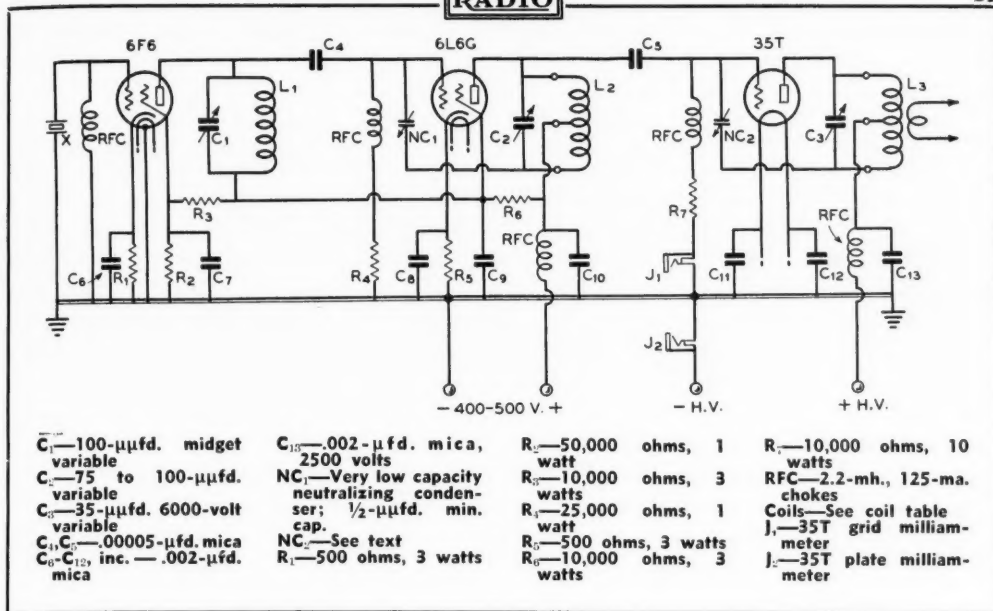 RADIO
6F6
C4
6L6G
C5
35T
X
RFC
C1
L1
RFC
NC1
C2
L2
RFC
NC2
C3
L3
R3
R6
RFC
R7
RFC
C6
R1
R2
C7
R4
C8
R5
C9
C10
J1
C11
C12
C13
J2
− 400-500 V. +
− H.V.
+ H.V.
C₁—100-μμfd. midget
variable
C₂—75 to 100-μμfd.
variable
C₃—35-μμfd. 6000-volt
variable
C₄,C₅—.00005-μfd. mica
C₆-C₁₂, inc. — .002-μfd.
mica
C₁₃—.002-μfd. mica,
2500 volts
NC₁—Very low capacity
neutralizing conden-
ser; ½-μμfd. min.
cap.
NC₂—See text
R₁—500 ohms, 3 watts
R₂—50,000 ohms, 1
watt
R₃—10,000 ohms, 3
watts
R₄—25,000 ohms, 1
watt
R₅—500 ohms, 3 watts
R₆—10,000 ohms, 3
watts
R₇—10,000 ohms, 10
watts
RFC—2.2-mh., 125-ma.
chokes
Coils—See coil table
J₁—35T grid milliam-
meter
J₂—35T plate milliam-
meter